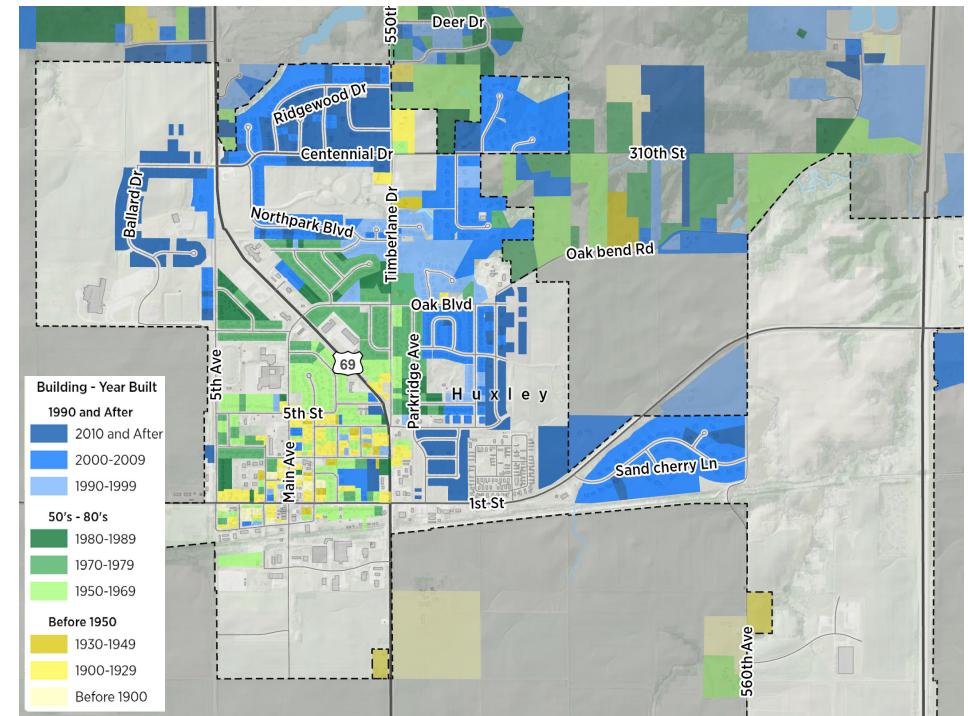 550th
Deer Dr
Ridgewood Dr
Centennial Dr
310th St
Ballard Dr
Northpark Blvd
Timberlane Dr
Oak bend Rd
Oak Blvd
5th Ave
69
Parkridge Ave
Huxley
5th St
Main Ave
Sand cherry Ln
1st St
560th Ave
Building - Year Built
1990 and After
2010 and After
2000-2009
1990-1999
50's - 80's
1980-1989
1970-1979
1950-1969
Before 1950
1930-1949
1900-1929
Before 1900